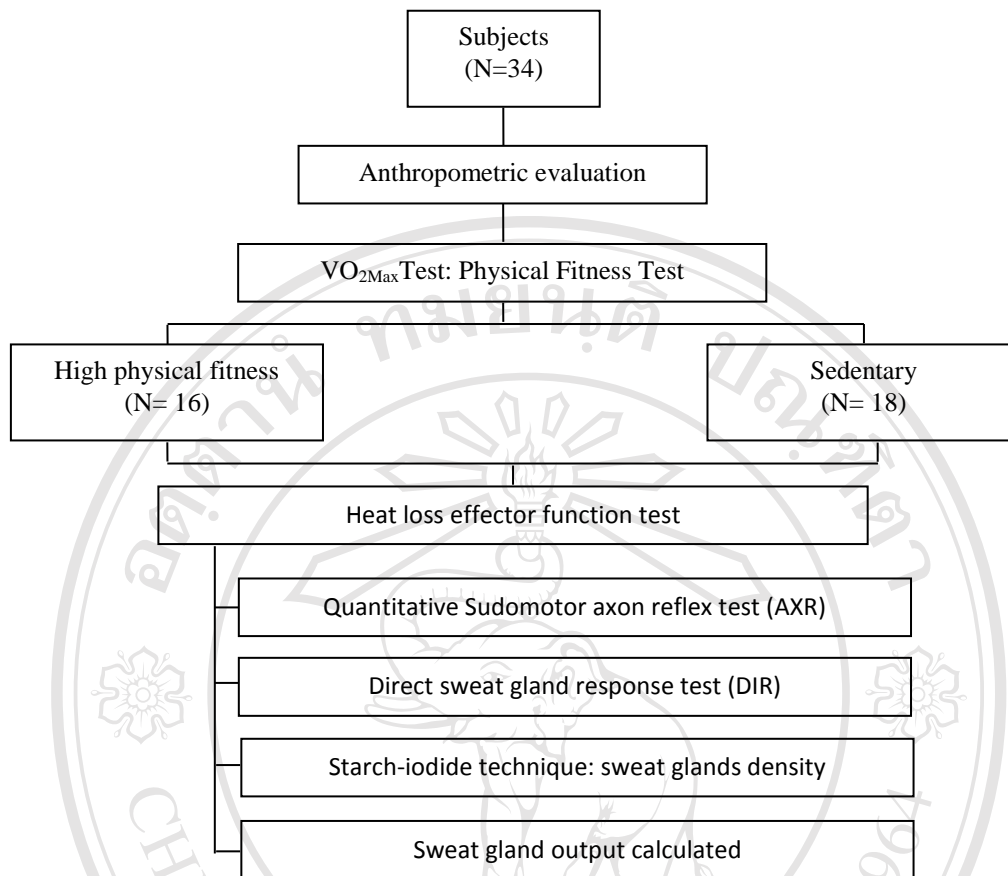 Subjects
(N=34)
Anthropometric evaluation
VO2MaxTest: Physical Fitness Test
High physical fitness
(N= 16)
Sedentary
(N= 18)
Heat loss effector function test
Quantitative Sudomotor axon reflex test (AXR)
Direct sweat gland response test (DIR)
Starch-iodide technique: sweat glands density
Sweat gland output calculated